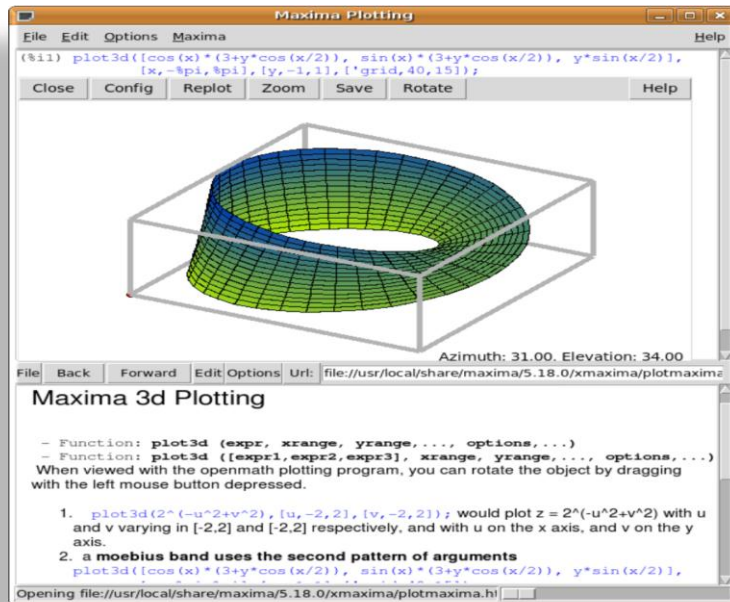 Maxima Plotting
File Edit Options Maxima Help
(%i1) plot3d([cos(x)*(3+y*cos(x/2)), sin(x)*(3+y*cos(x/2)), y*sin(x/2)],
[x,-%pi,%pi],[y,-1,1],['grid,40,15]);
Close Config Replot Zoom Save Rotate Help
Azimuth: 31.00. Elevation: 34.00
File Back Forward Edit Options Url: file://usr/local/share/maxima/5.18.0/xmaxima/plotmaxima
Maxima 3d Plotting
- Function: plot3d (expr, xrange, yrange,..., options,...)
- Function: plot3d ([expr1,expr2,expr3], xrange, yrange,..., options,...)
When viewed with the openmath plotting program, you can rotate the object by dragging
with the left mouse button depressed.
1. plot3d(2^(-u^2+v^2),[u,-2,2],[v,-2,2]); would plot z = 2^(-u^2+v^2) with u
and v varying in [-2,2] and [-2,2] respectively, and with u on the x axis, and v on the y
axis.
2. a moebius band uses the second pattern of arguments
plot3d([cos(x)*(3+y*cos(x/2)), sin(x)*(3+y*cos(x/2)), y*sin(x/2)],
Opening file://usr/local/share/maxima/5.18.0/xmaxima/plotmaxima.h